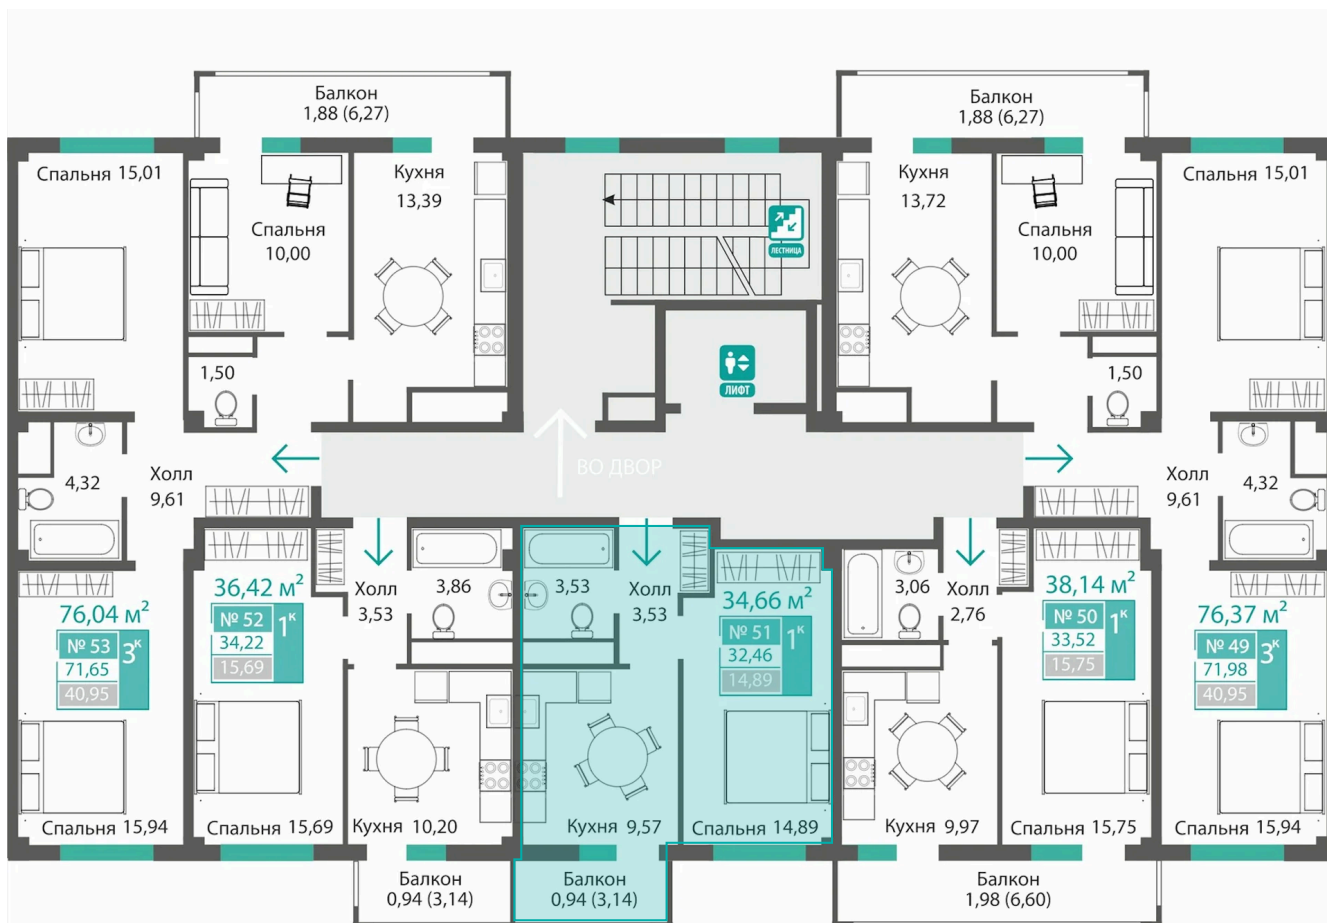 Балкон
1,88 (6,27)
Балкон
1,88 (6,27)
Спальня 15,01
Спальня
10,00
Кухня
13,39
ЛЕСТНИЦА
Кухня
13,72
Спальня
10,00
Спальня 15,01
1,50
ЛИФТ
1,50
4,32
Холл
9,61
ВО ДВОР
Холл
9,61
4,32
76,04 м²
№ 53
71,65
40,95
3к
36,42 м²
№ 52
34,22
15,69
1к
Холл
3,53
3,86
3,53
Холл
3,53
34,66 м²
№ 51
32,46
14,89
1к
3,06
Холл
2,76
38,14 м²
№ 50
33,52
15,75
1к
76,37 м²
№ 49
71,98
40,95
3к
Спальня 15,94
Спальня 15,69
Кухня 10,20
Кухня 9,57
Спальня 14,89
Кухня 9,97
Спальня 15,75
Спальня 15,94
Балкон
0,94 (3,14)
Балкон
0,94 (3,14)
Балкон
1,98 (6,60)